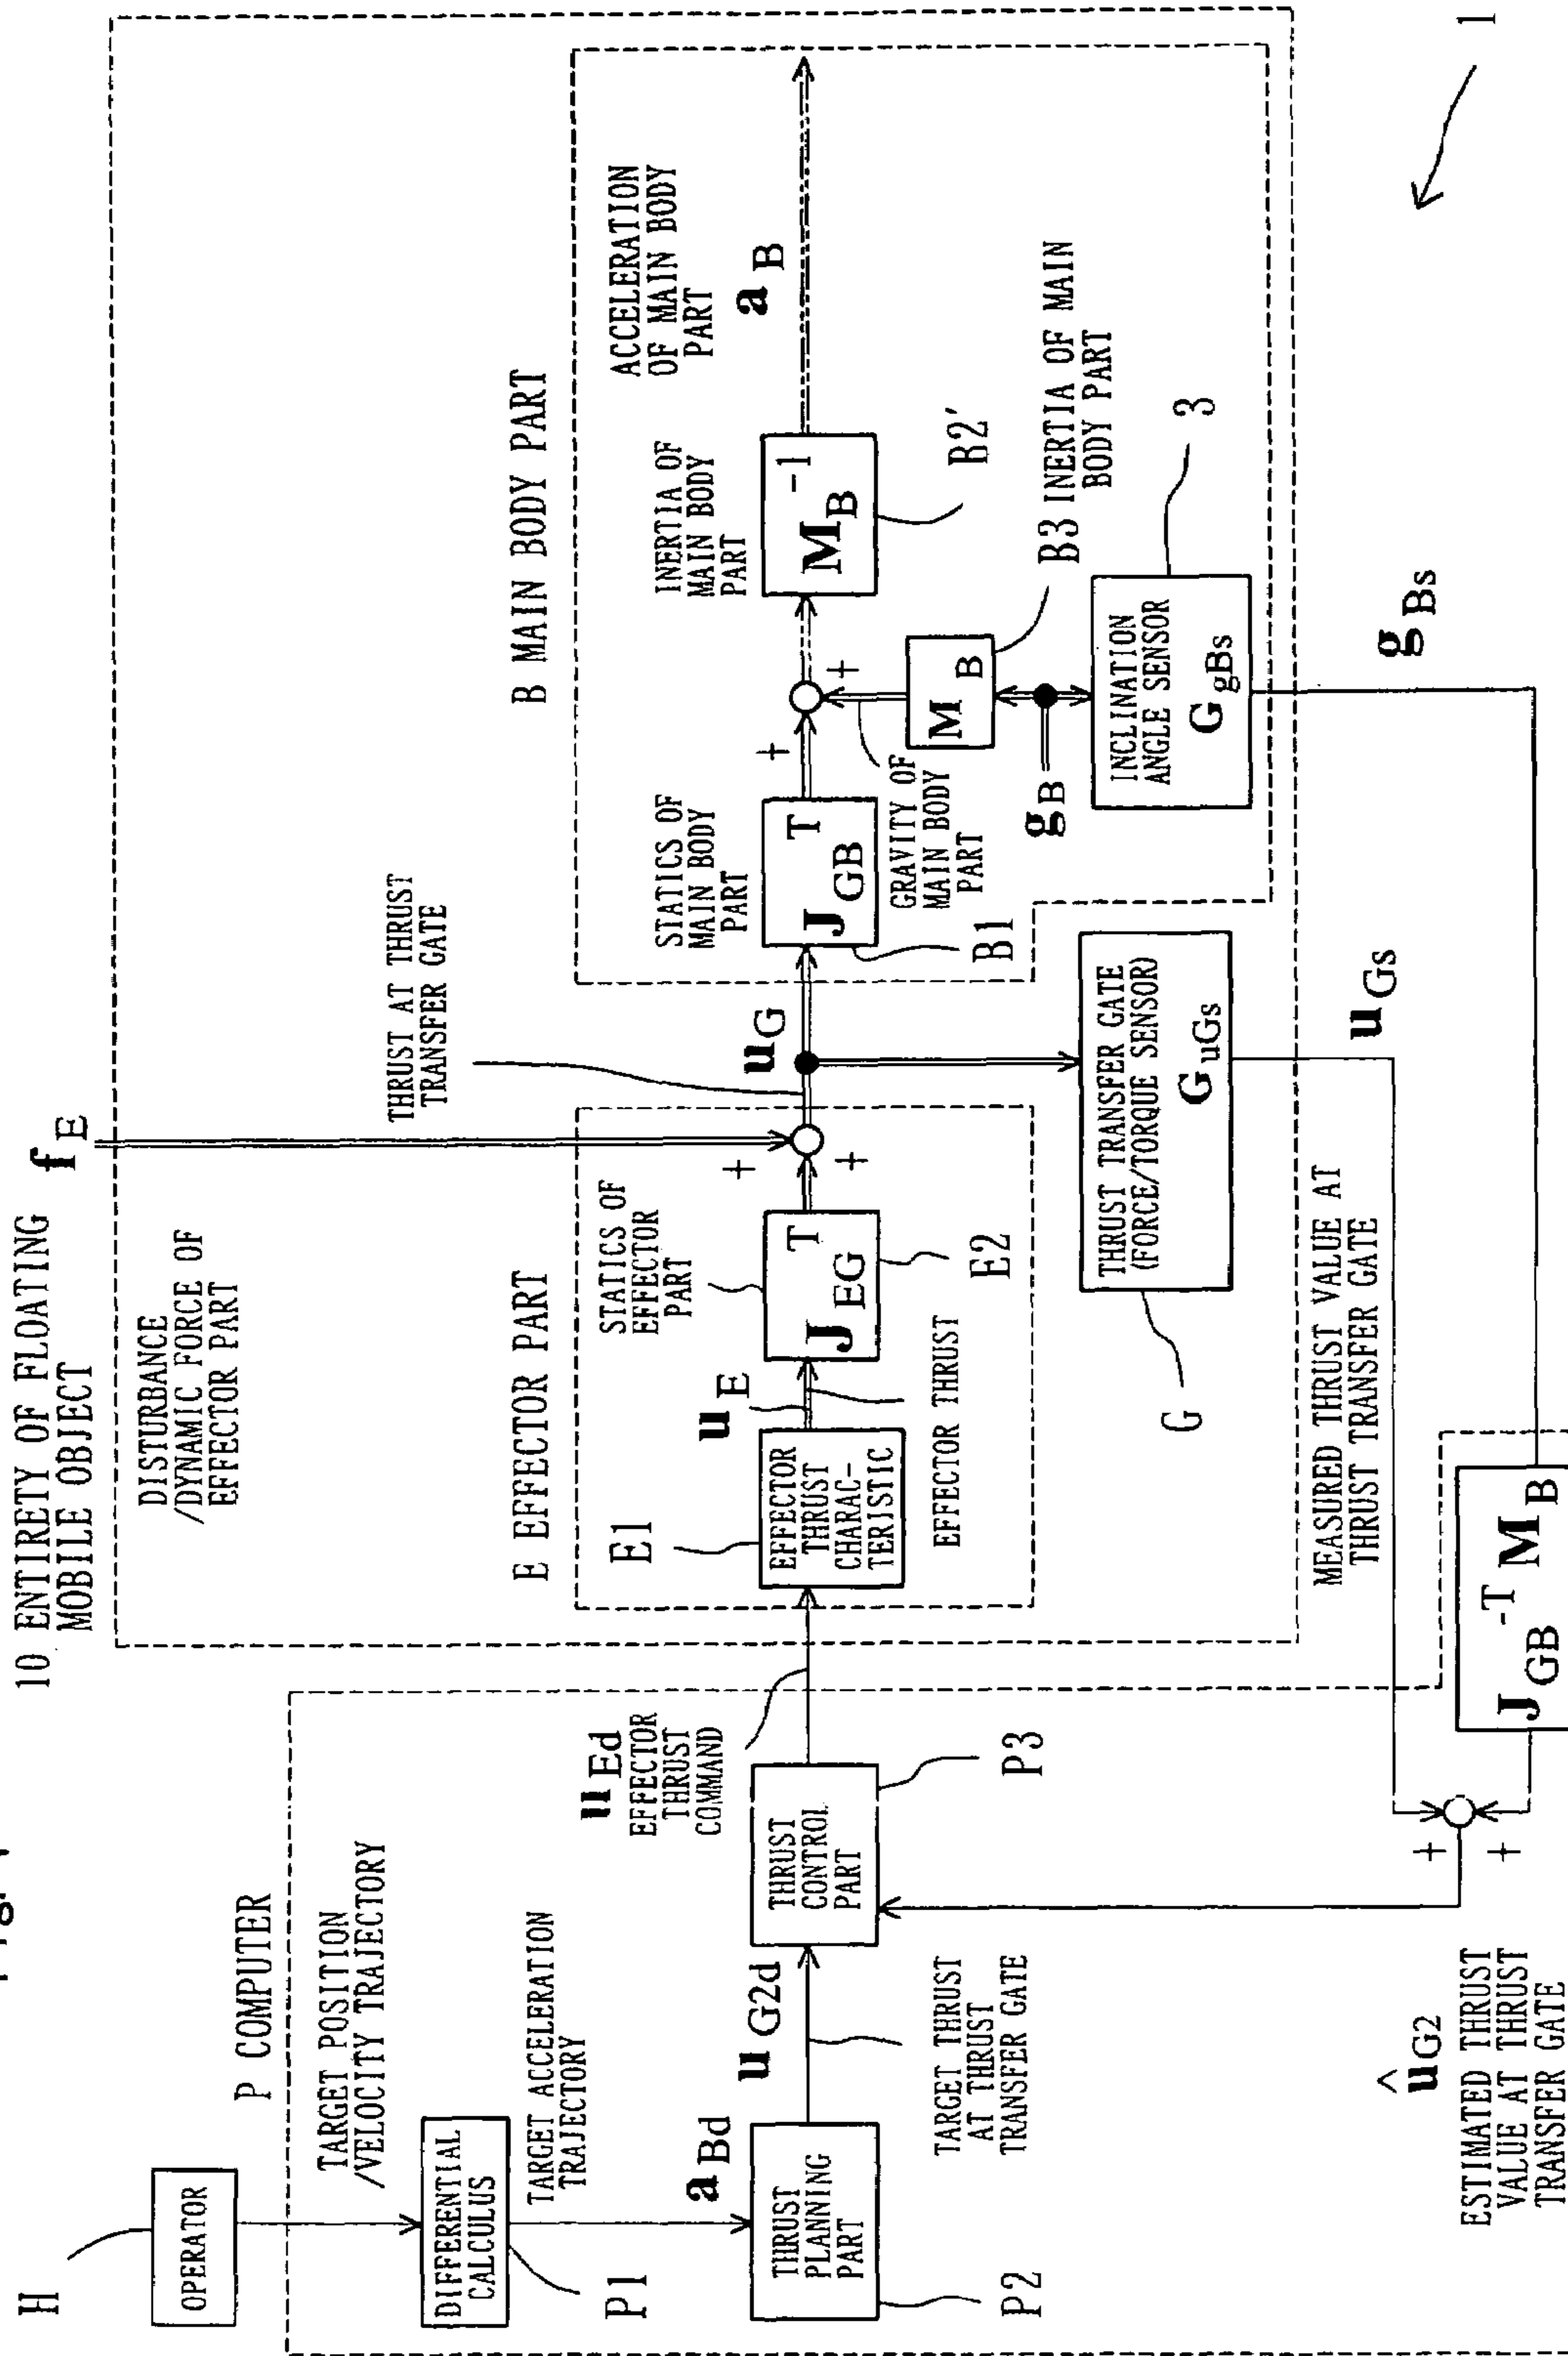 10 ENTIRETY OF FLOATING
MOBILE OBJECT
H
OPERATOR
P COMPUTER
TARGET POSITION
/VELOCITY TRAJECTORY
DIFFERENTIAL
CALCULUS
P1
TARGET ACCELERATION
TRAJECTORY
a Bd
THRUST
PLANNING
PART
P2
u G2d
TARGET THRUST
AT THRUST
TRANSFER GATE
THRUST
CONTROL
PART
P3
u Ed
EFFECTOR
THRUST
COMMAND
DISTURBANCE
/DYNAMIC FORCE OF
EFFECTOR PART
f E
E EFFECTOR PART
E1
EFFECTOR
THRUST
CHARAC-
TERISTIC
u E
EFFECTOR THRUST
STATICS OF
EFFECTOR
PART
J EG T
E2
+
+
THRUST AT THRUST
TRANSFER GATE
u G
THRUST TRANSFER GATE
(FORCE/TORQUE SENSOR)
G uGs
G
B MAIN BODY PART
STATICS OF
MAIN BODY
PART
J GB T
B1
+
+
GRAVITY OF
MAIN BODY
PART
INERTIA OF
MAIN BODY
PART
M B -1
B2'
ACCELERATION
OF MAIN BODY
PART
a B
M B
B3 INERTIA OF MAIN
BODY PART
g B
INCLINATION
ANGLE SENSOR
G gBs
3
u Gs
MEASURED THRUST VALUE AT
THRUST TRANSFER GATE
g Bs
J GB -T M B
+
+
û G2
ESTIMATED THRUST
VALUE AT THRUST
TRANSFER GATE
1